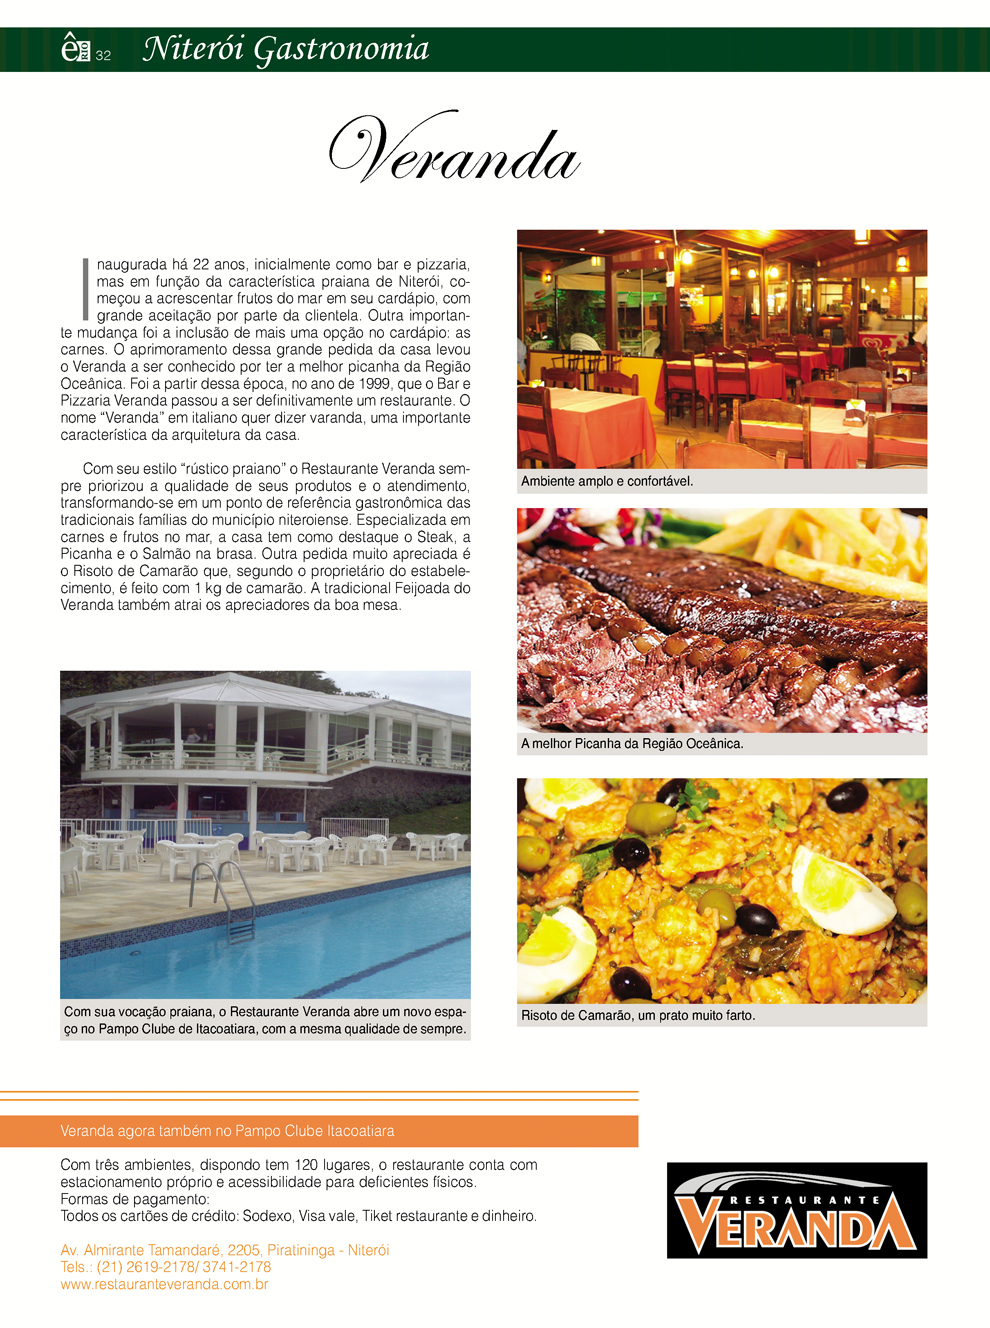 ê RIO 32 Niterói Gastronomia
Veranda
Inaugurada há 22 anos, inicialmente como bar e pizzaria,
mas em função da característica praiana de Niterói, co-
meçou a acrescentar frutos do mar em seu cardápio, com
grande aceitação por parte da clientela. Outra importan-
te mudança foi a inclusão de mais uma opção no cardápio: as
carnes. O aprimoramento dessa grande pedida da casa levou
o Veranda a ser conhecido por ter a melhor picanha da Região
Oceânica. Foi a partir dessa época, no ano de 1999, que o Bar e
Pizzaria Veranda passou a ser definitivamente um restaurante. O
nome “Veranda” em italiano quer dizer varanda, uma importante
característica da arquitetura da casa.
Com seu estilo “rústico praiano” o Restaurante Veranda sem-
pre priorizou a qualidade de seus produtos e o atendimento,
transformando-se em um ponto de referência gastronômica das
tradicionais famílias do município niteroiense. Especializada em
carnes e frutos no mar, a casa tem como destaque o Steak, a
Picanha e o Salmão na brasa. Outra pedida muito apreciada é
o Risoto de Camarão que, segundo o proprietário do estabele-
cimento, é feito com 1 kg de camarão. A tradicional Feijoada do
Veranda também atrai os apreciadores da boa mesa.
Com sua vocação praiana, o Restaurante Veranda abre um novo espa-
ço no Pampo Clube de Itacoatiara, com a mesma qualidade de sempre.
Ambiente amplo e confortável.
A melhor Picanha da Região Oceânica.
Risoto de Camarão, um prato muito farto.
Veranda agora também no Pampo Clube Itacoatiara
Com três ambientes, dispondo tem 120 lugares, o restaurante conta com
estacionamento próprio e acessibilidade para deficientes físicos.
Formas de pagamento:
Todos os cartões de crédito: Sodexo, Visa vale, Tiket restaurante e dinheiro.
Av. Almirante Tamandaré, 2205, Piratininga - Niterói
Tels.: (21) 2619-2178/ 3741-2178
www.restauranteveranda.com.br
RESTAURANTE
VERANDA